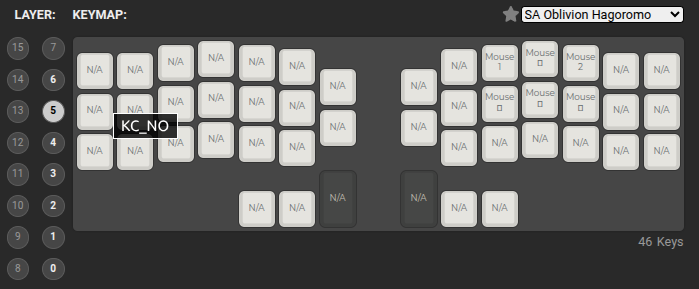 LAYER: KEYMAP: SA Oblivion Hagoromo
15 7
N/A N/A N/A N/A N/A N/A N/A Mouse 1 Mouse Mouse 2 N/A N/A
14 6
N/A N/A
13 5
N/A N/A N/A N/A N/A N/A N/A Mouse Mouse Mouse N/A N/A
KC_NO
N/A N/A
12 4
N/A N/A N/A N/A N/A N/A N/A N/A N/A N/A N/A N/A
11 3
10 2
N/A N/A N/A N/A N/A N/A
9 1
46 Keys
8 0